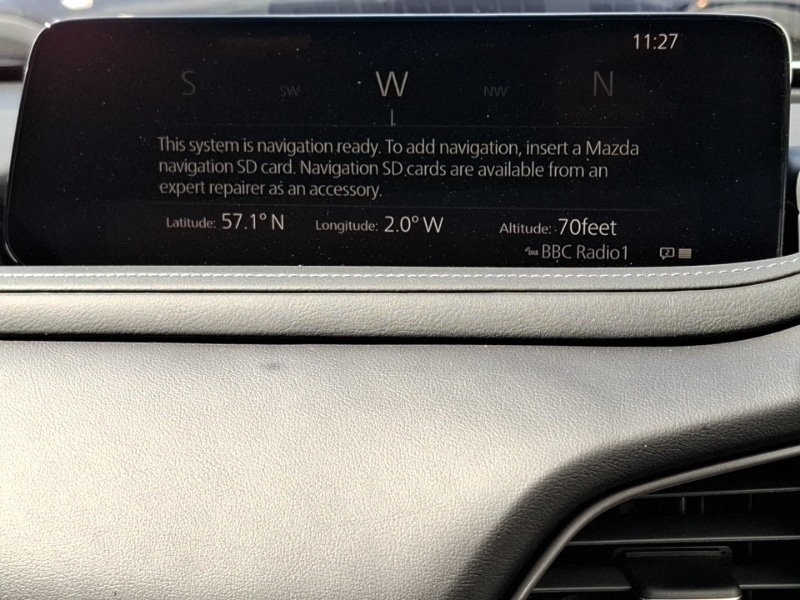 11:27
S SW W NW N
This system is navigation ready. To add navigation, insert a Mazda
navigation SD card. Navigation SD cards are available from an
expert repairer as an accessory.
Latitude: 57.1° N Longitude: 2.0° W Altitude: 70feet
DAB BBC Radio1